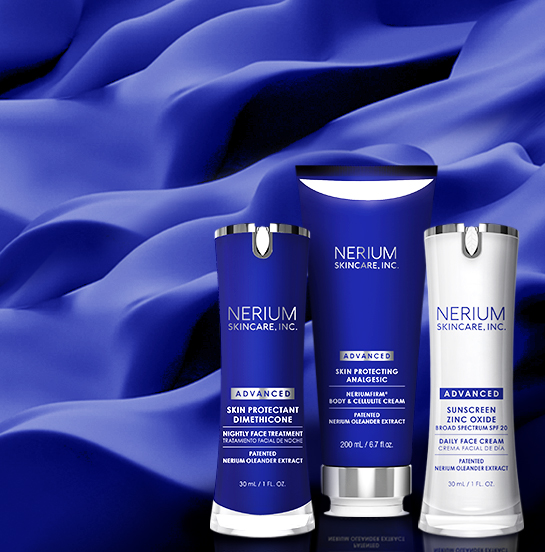 NERIUM
SKINCARE, INC.
ADVANCED
SKIN PROTECTANT
DIMETHICONE
NIGHTLY FACE TREATMENT
TRATAMIENTO FACIAL DE NOCHE
PATENTED
NERIUM OLEANDER EXTRACT
30 mL / 1 FL. OZ.
NERIUM
SKINCARE, INC.
ADVANCED
SKIN PROTECTING
ANALGESIC
NERIUMFIRM®
BODY & CELLULITE CREAM
PATENTED
NERIUM OLEANDER EXTRACT
200 mL / 6.7 fl. oz.
NERIUM
SKINCARE, INC.
ADVANCED
SUNSCREEN
ZINC OXIDE
BROAD SPECTRUM SPF 20
DAILY FACE CREAM
CREMA FACIAL DE DÍA
PATENTED
NERIUM OLEANDER EXTRACT
30 mL / 1 FL. OZ.